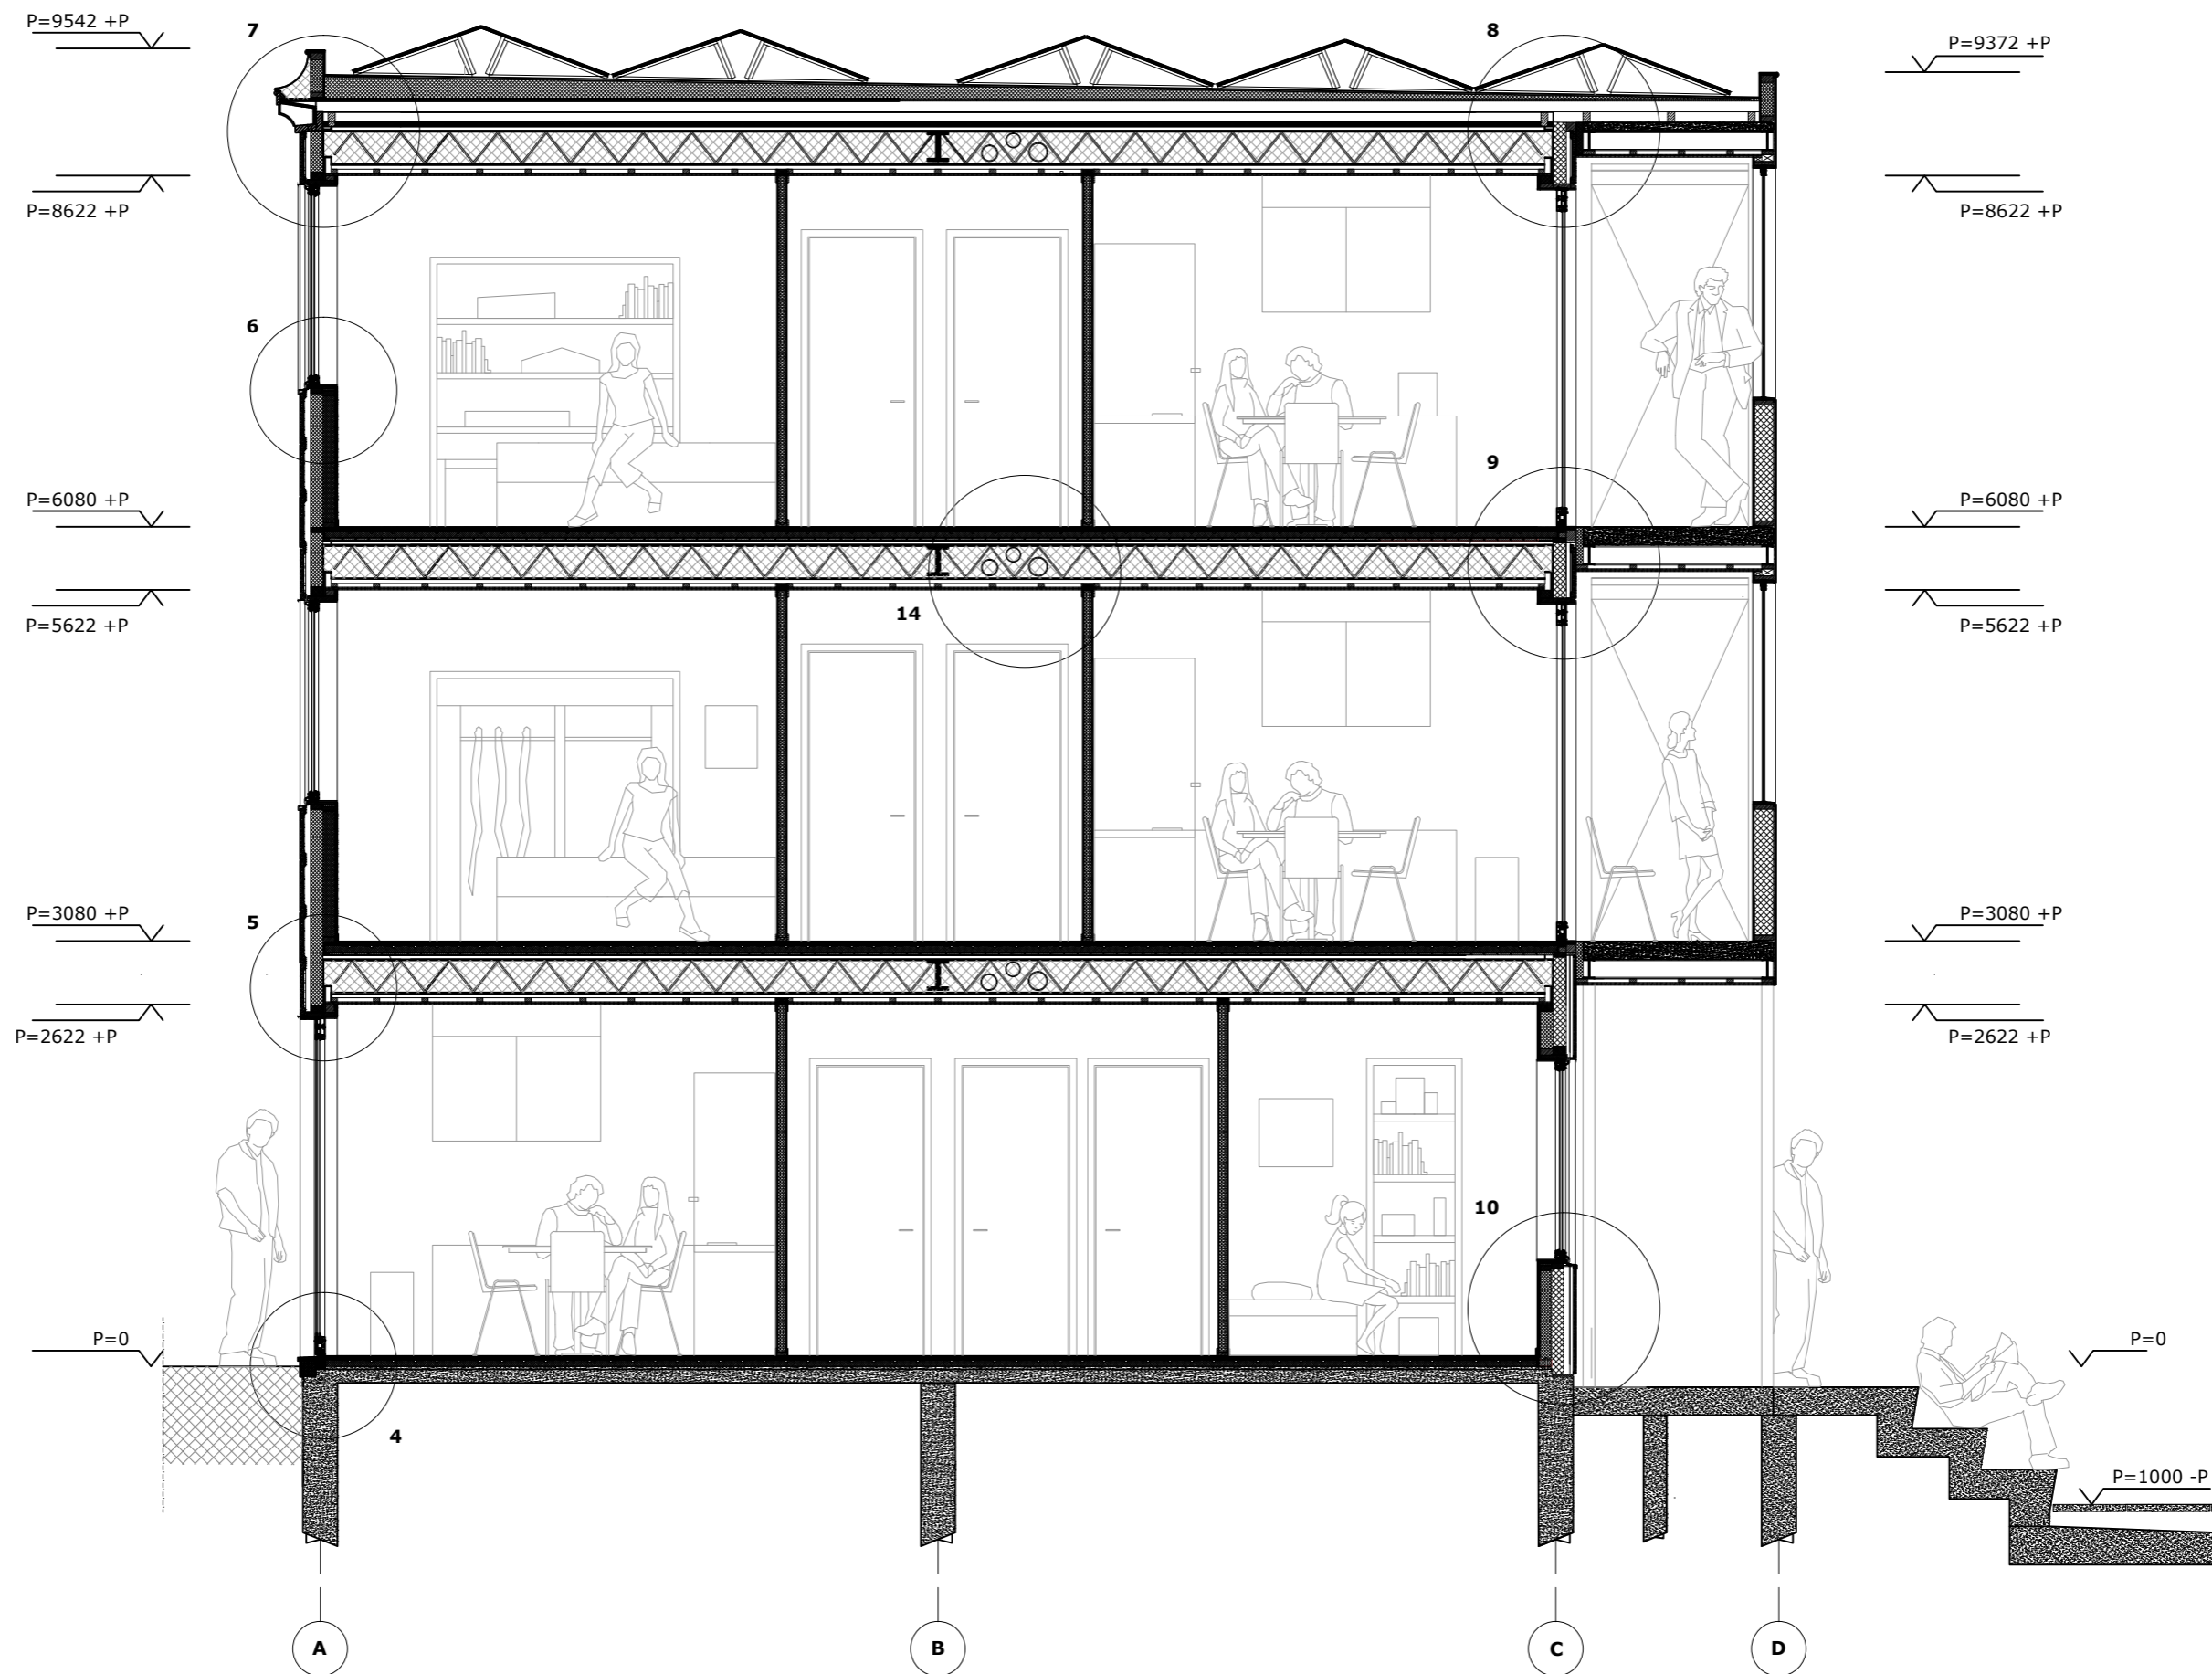 P=9542 +P
7
8
P=9372 +P
P=8622 +P
P=8622 +P
6
9
P=6080 +P
P=6080 +P
14
P=5622 +P
P=5622 +P
5
P=3080 +P
P=3080 +P
P=2622 +P
P=2622 +P
10
P=0
P=0
4
P=1000 -P
A
B
C
D